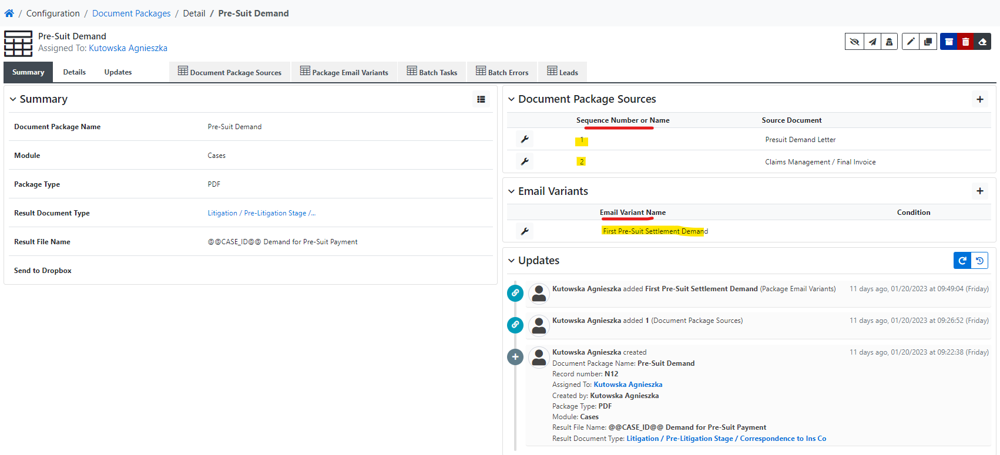 / Configuration / Document Packages / Detail / Pre-Suit Demand
Pre-Suit Demand
Assigned To: Kutowska Agnieszka
Summary Details Updates Document Package Sources Package Email Variants Batch Tasks Batch Errors Leads
Summary
Document Package Name Pre-Suit Demand
Module Cases
Package Type PDF
Result Document Type Litigation / Pre-Litigation Stage /...
Result File Name @@CASE_ID@@ Demand for Pre-Suit Payment
Send to Dropbox
Document Package Sources
Sequence Number or Name Source Document
1 Presuit Demand Letter
2 Claims Management / Final Invoice
Email Variants
Email Variant Name Condition
First Pre-Suit Settlement Demand
Updates
Kutowska Agnieszka added First Pre-Suit Settlement Demand (Package Email Variants) 11 days ago, 01/20/2023 at 09:49:04 (Friday)
Kutowska Agnieszka added 1 (Document Package Sources) 11 days ago, 01/20/2023 at 09:26:52 (Friday)
Kutowska Agnieszka created 11 days ago, 01/20/2023 at 09:22:38 (Friday)
Document Package Name: Pre-Suit Demand
Record number: N12
Assigned To: Kutowska Agnieszka
Created by: Kutowska Agnieszka
Package Type: PDF
Module: Cases
Result File Name: @@CASE_ID@@ Demand for Pre-Suit Payment
Result Document Type: Litigation / Pre-Litigation Stage / Correspondence to Ins Co